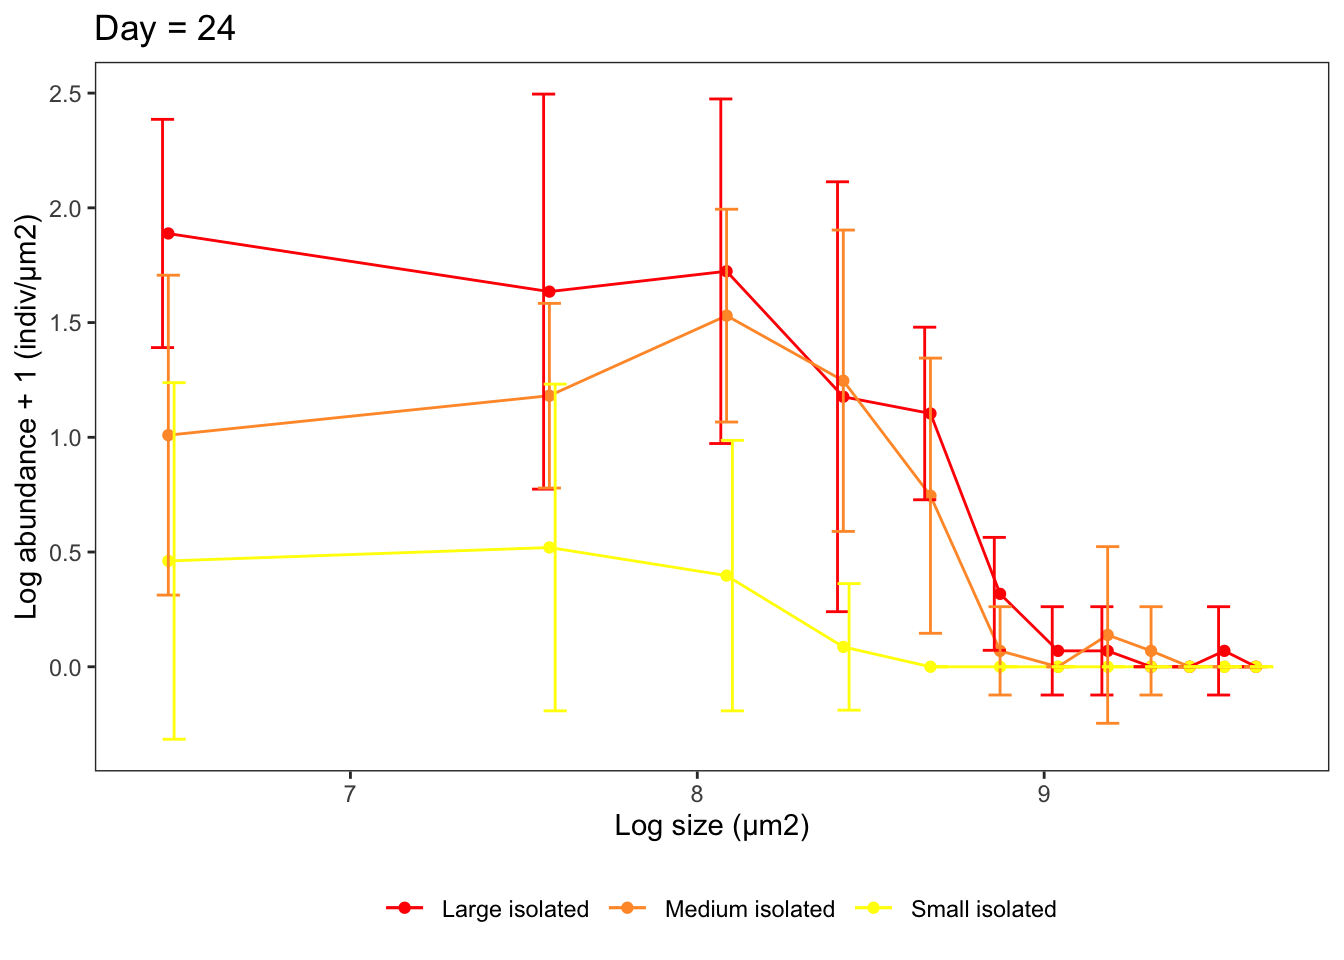 Day = 24
Log abundance + 1 (indiv/μm2)
2.5
2.0
1.5
1.0
0.5
0.0
7 8 9
Log size (μm2)
Large isolated Medium isolated Small isolated